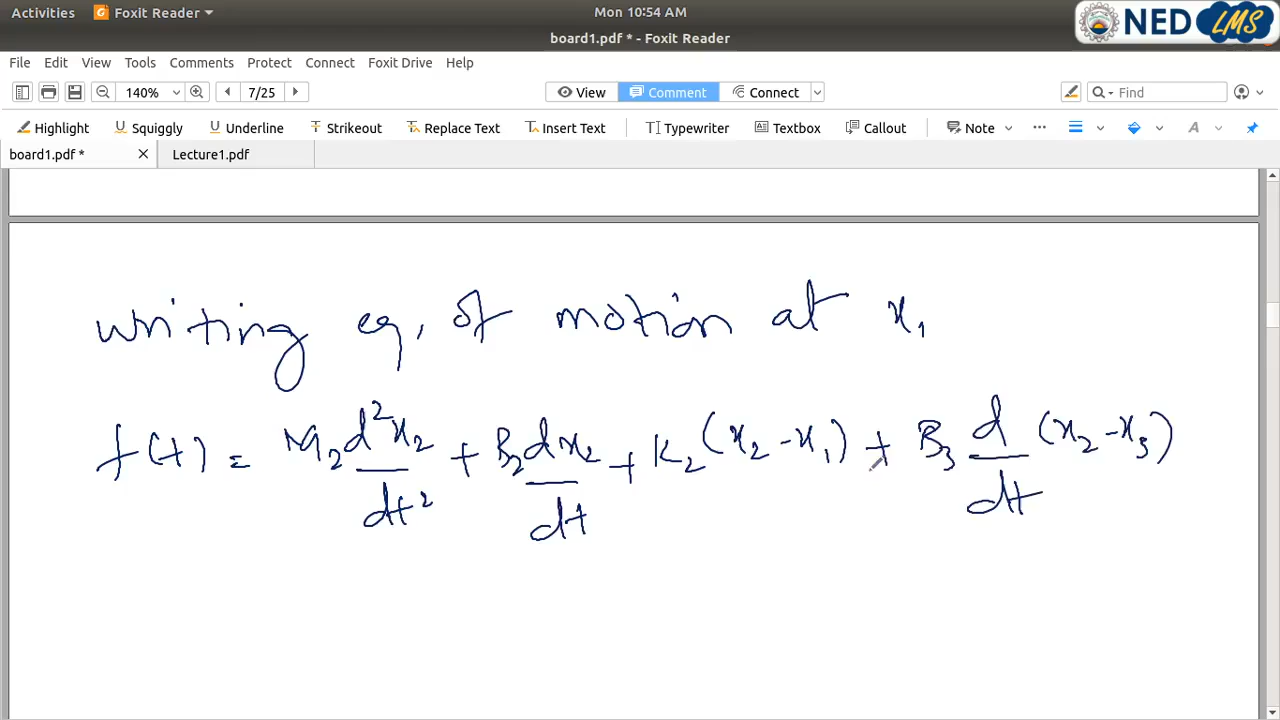 Activities Foxit Reader Mon 10:54 AM NED LMS
board1.pdf * - Foxit Reader
File Edit View Tools Comments Protect Connect Foxit Drive Help
140% 7/25 View Comment Connect Find
Highlight Squiggly Underline Strikeout Replace Text Insert Text Typewriter Textbox Callout Note
board1.pdf * Lecture1.pdf
writing eq. of motion at x₁
f(t) = M₂ d²x₂/dt² + B₂ dx₂/dt + K₂ (x₂ - x₁) + B₃ d/dt (x₂ - x₃)